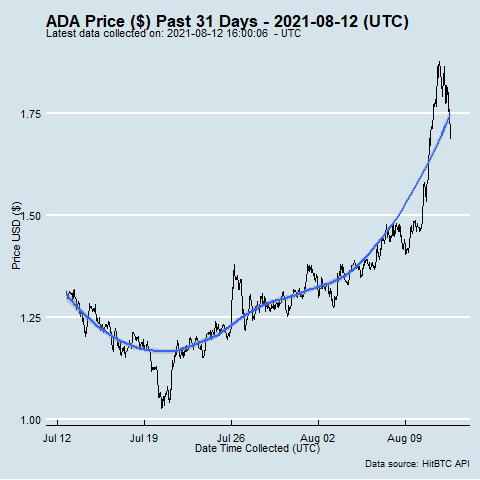 ADA Price ($) Past 31 Days - 2021-08-12 (UTC)
Latest data collected on: 2021-08-12 16:00:06 - UTC
Price USD ($)
1.75
1.50
1.25
1.00
Jul 12 Jul 19 Jul 26 Aug 02 Aug 09
Date Time Collected (UTC)
Data source: HitBTC API